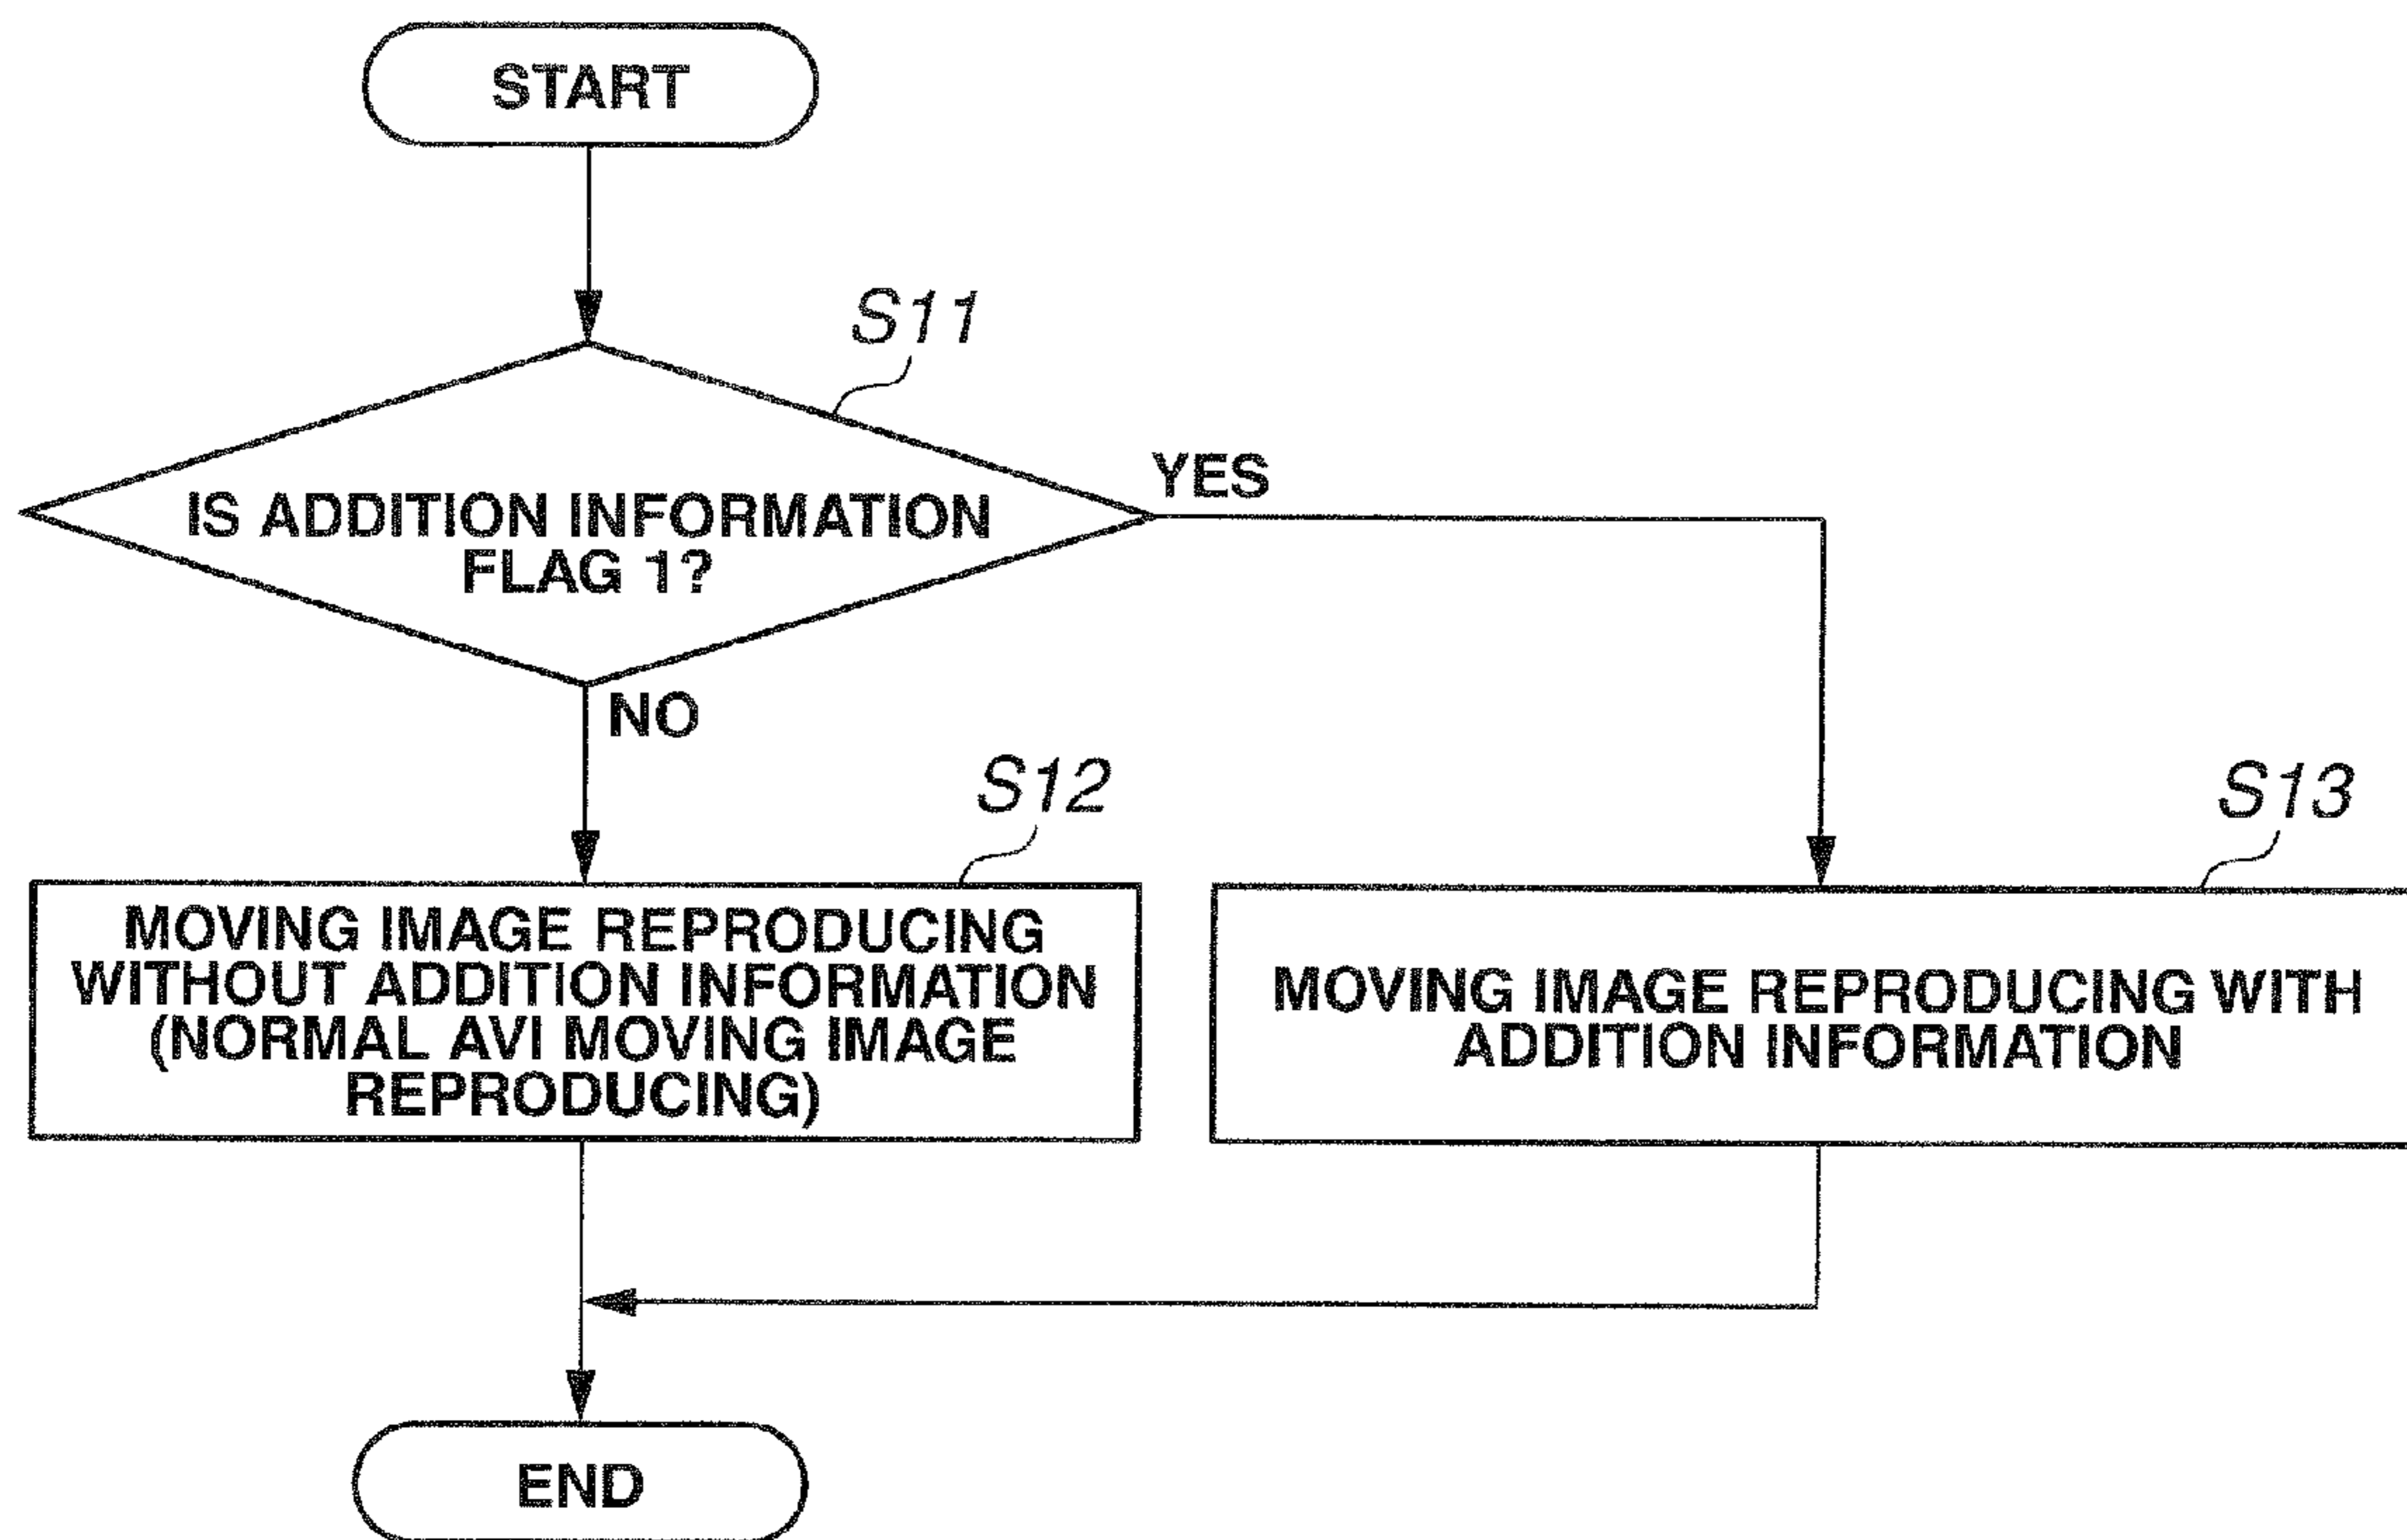 START
S11
IS ADDITION INFORMATION
FLAG 1?
YES
NO
S12
MOVING IMAGE REPRODUCING
WITHOUT ADDITION INFORMATION
(NORMAL AVI MOVING IMAGE
REPRODUCING)
S13
MOVING IMAGE REPRODUCING WITH
ADDITION INFORMATION
END